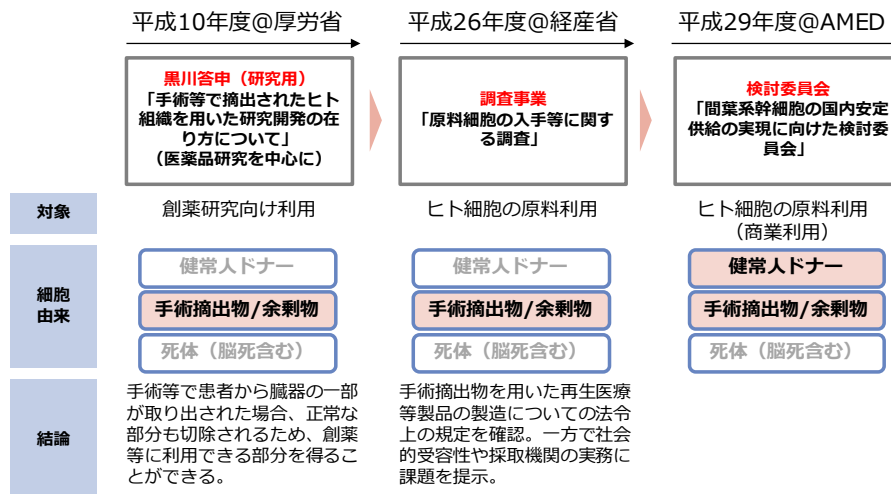 平成10年度@厚労省
平成26年度@経産省
平成29年度@AMED
黒川答申（研究用）
「手術等で摘出されたヒト
組織を用いた研究開発の在
り方について」
（医薬品研究を中心に）
調査事業
「原料細胞の入手等に関す
る調査」
検討委員会
「間葉系幹細胞の国内安定
供給の実現に向けた検討委
員会」
対象
創薬研究向け利用
ヒト細胞の原料利用
ヒト細胞の原料利用
（商業利用）
細胞
由来
健常人ドナー
手術摘出物/余剰物
死体（脳死含む）
健常人ドナー
手術摘出物/余剰物
死体（脳死含む）
健常人ドナー
手術摘出物/余剰物
死体（脳死含む）
結論
手術等で患者から臓器の一部
が取り出された場合、正常な
部分も切除されるため、創薬
等に利用できる部分を得るこ
とができる。
手術摘出物を用いた再生医療
等製品の製造についての法令
上の規定を確認。一方で社会
的受容性や採取機関の実務に
課題を提示。